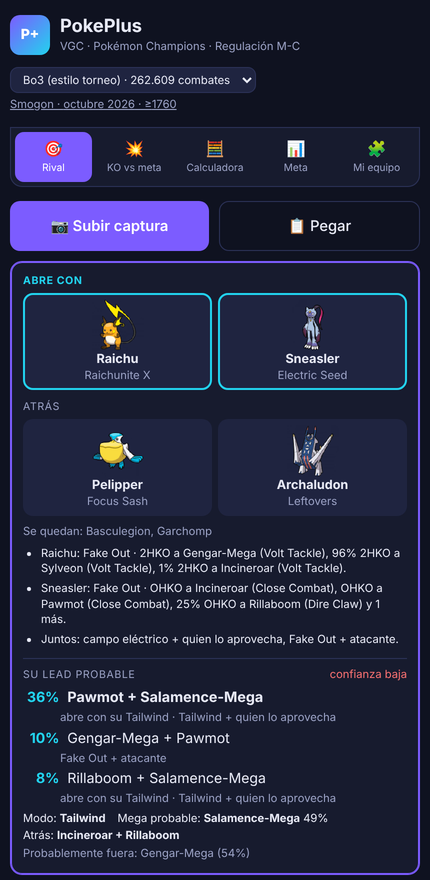 P+
PokePlus
VGC · Pokémon Champions · Regulación M-C
Bo3 (estilo torneo) · 262.609 combates
Smogon · octubre 2026 · ≥1760
Rival
KO vs meta
Calculadora
Meta
Mi equipo
Subir captura
Pegar
ABRE CON
Raichu
Raichunite X
Sneasler
Electric Seed
ATRÁS
Pelipper
Focus Sash
Archaludon
Leftovers
Se quedan: Basculegion, Garchomp
• Raichu: Fake Out · 2HKO a Gengar-Mega (Volt Tackle), 96% 2HKO a
Sylveon (Volt Tackle), 1% 2HKO a Incineroar (Volt Tackle).
• Sneasler: Fake Out · OHKO a Incineroar (Close Combat), OHKO a
Pawmot (Close Combat), 25% OHKO a Rillaboom (Dire Claw) y 1
más.
• Juntos: campo eléctrico + quien lo aprovecha, Fake Out + atacante.
SU LEAD PROBABLE
confianza baja
36% Pawmot + Salamence-Mega
abre con su Tailwind · Tailwind + quien lo aprovecha
10% Gengar-Mega + Pawmot
Fake Out + atacante
8% Rillaboom + Salamence-Mega
abre con su Tailwind · Tailwind + quien lo aprovecha
Modo: Tailwind Mega probable: Salamence-Mega 49%
Atrás: Incineroar + Rillaboom
Probablemente fuera: Gengar-Mega (54%)